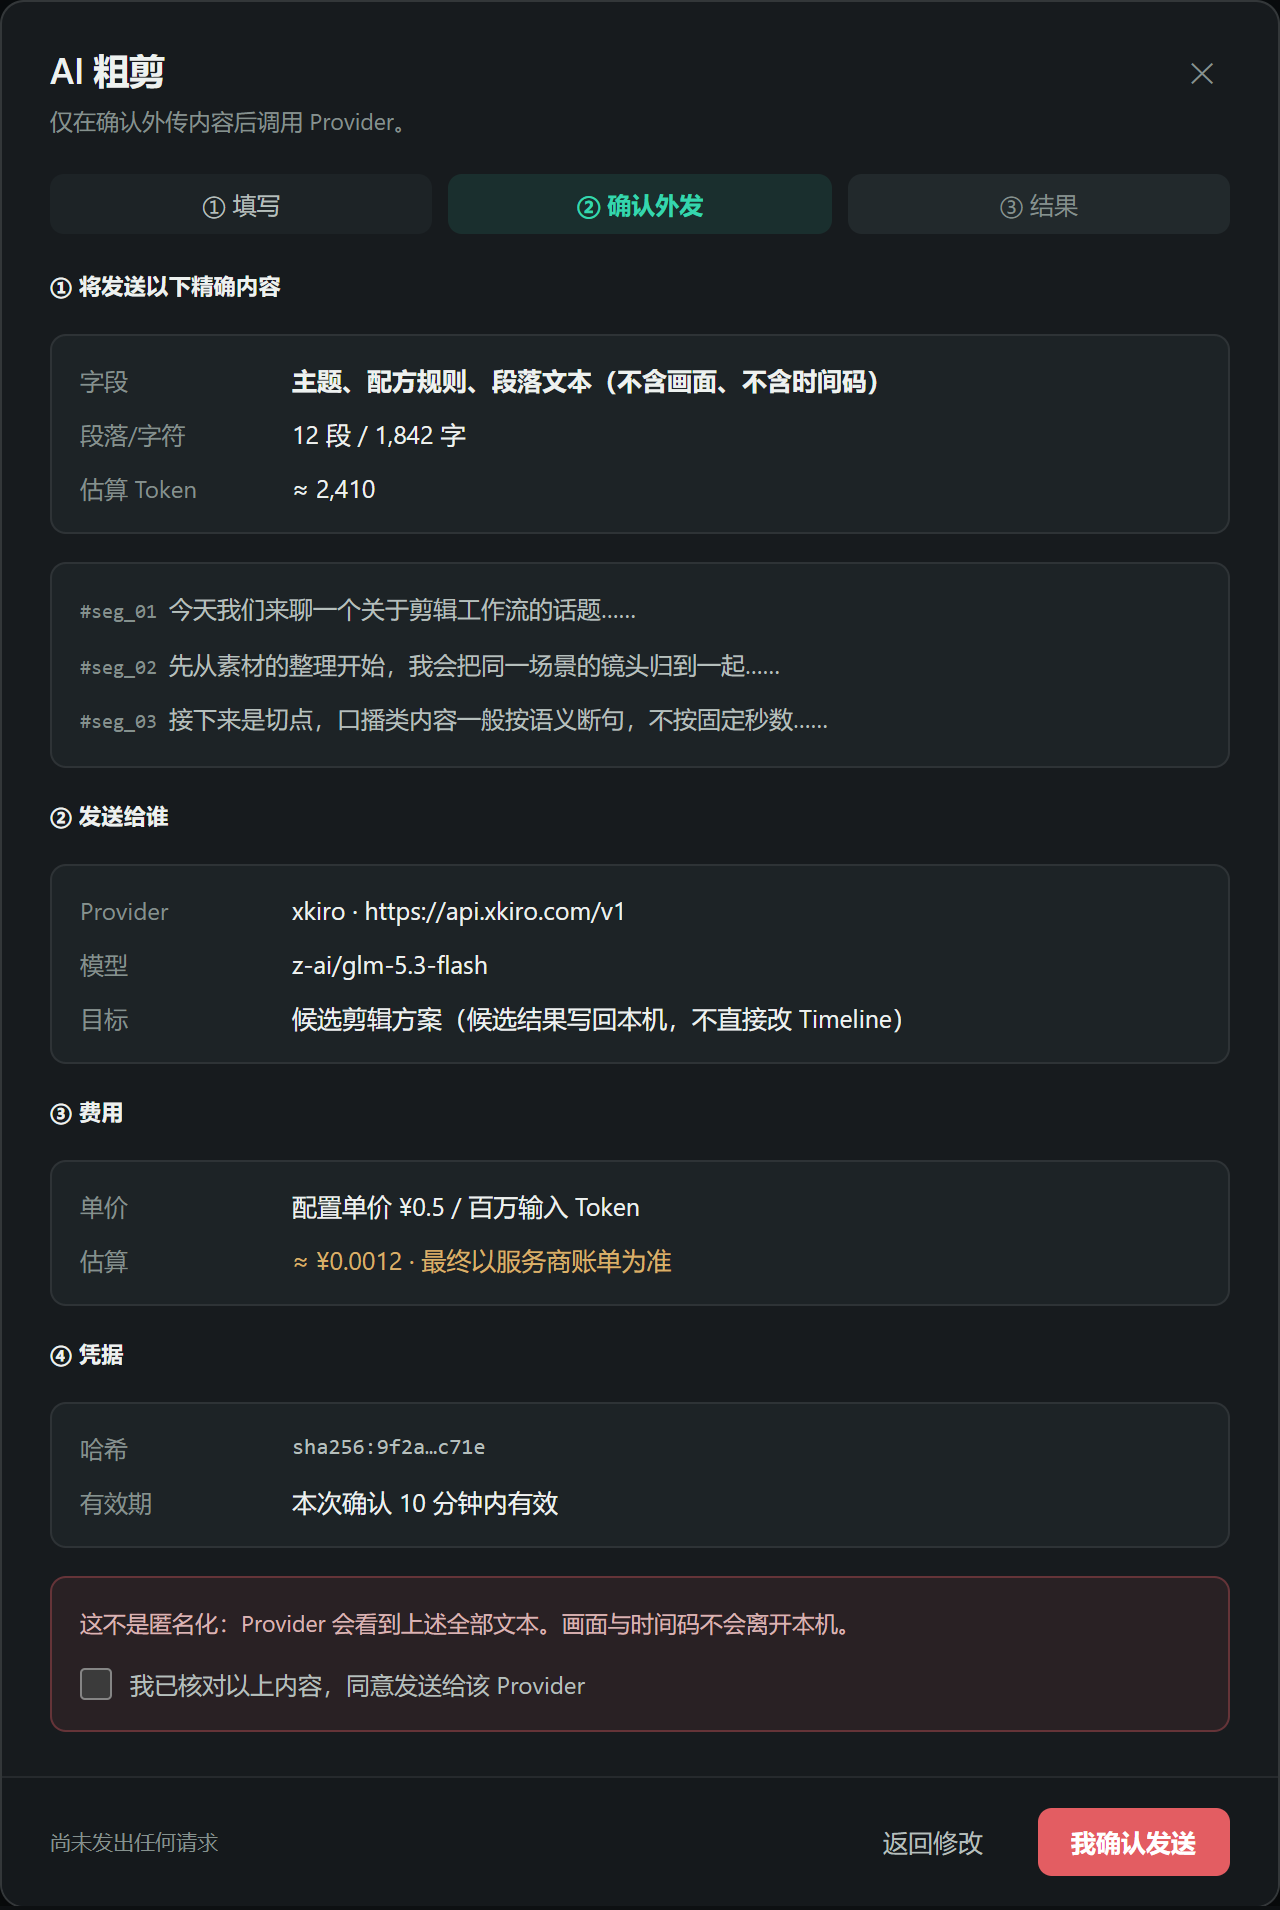 AI 粗剪
仅在确认外传内容后调用 Provider。
① 填写
② 确认外发
③ 结果
① 将发送以下精确内容
字段 主题、配方规则、段落文本（不含画面、不含时间码）
段落/字符 12 段 / 1,842 字
估算 Token ≈ 2,410
#seg_01 今天我们来聊一个关于剪辑工作流的话题……
#seg_02 先从素材的整理开始，我会把同一场景的镜头归到一起……
#seg_03 接下来是切点，口播类内容一般按语义断句，不按固定秒数……
② 发送给谁
Provider xkiro · https://api.xkiro.com/v1
模型 z-ai/glm-5.3-flash
目标 候选剪辑方案（候选结果写回本机，不直接改 Timeline）
③ 费用
单价 配置单价 ¥0.5 / 百万输入 Token
估算 ≈ ¥0.0012 · 最终以服务商账单为准
④ 凭据
哈希 sha256:9f2a…c71e
有效期 本次确认 10 分钟内有效
这不是匿名化：Provider 会看到上述全部文本。画面与时间码不会离开本机。
我已核对以上内容，同意发送给该 Provider
尚未发出任何请求
返回修改
我确认发送